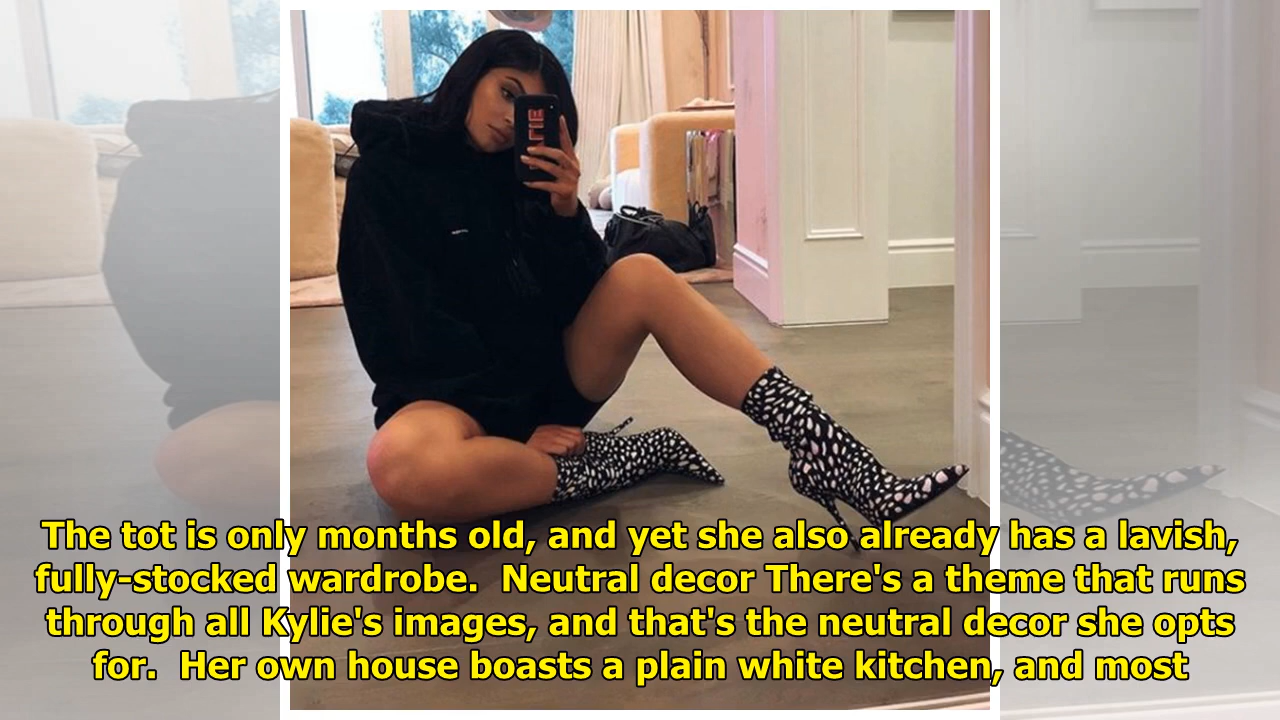 KYLIE
The tot is only months old, and yet she also already has a lavish,
fully-stocked wardrobe.  Neutral decor There's a theme that runs
through all Kylie's images, and that's the neutral decor she opts
for.  Her own house boasts a plain white kitchen, and most